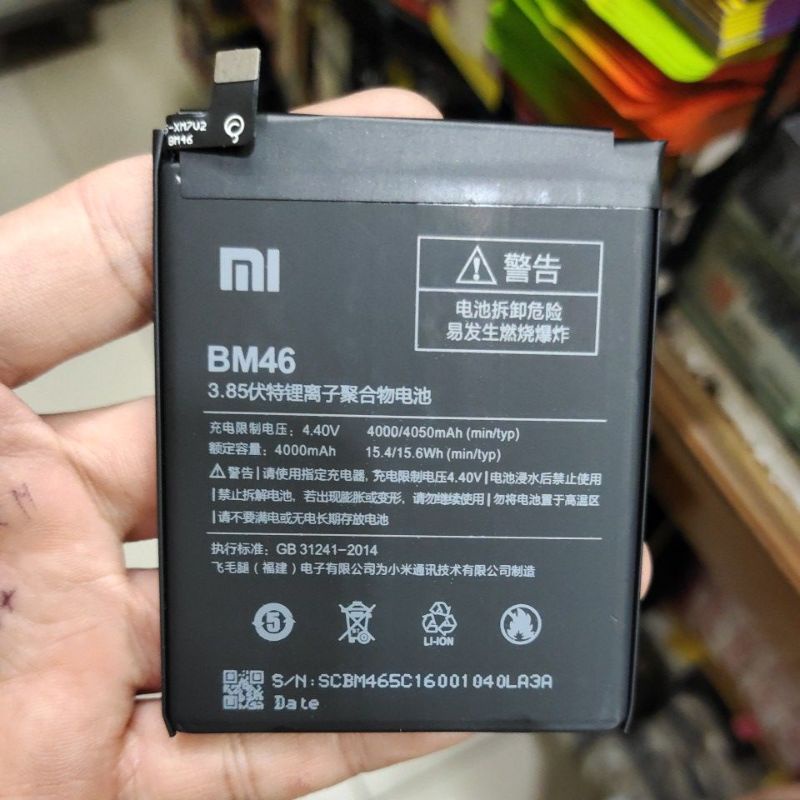 S-XM7V2
BM46
MI
警告
电池拆卸危险
易发生燃烧爆炸
BM46
3.85伏特锂离子聚合物电池
充电限制电压：4.40V 4000/4050mAh (min/typ)
额定容量：4000mAh 15.4/15.6Wh (min/typ)
警告|请使用指定充电器, 充电限制电压4.40V|电池浸水后禁止使用
|禁止拆解电池，若出现膨胀或变形，请勿继续使用|勿将电池置于高温区
|请不要满电或无电长期存放电池
执行标准：GB 31241-2014
飞毛腿（福建）电子有限公司为小米通讯技术有限公司制造
5
LI-ION
S/N:SCBM465C16001040LA3A
Date